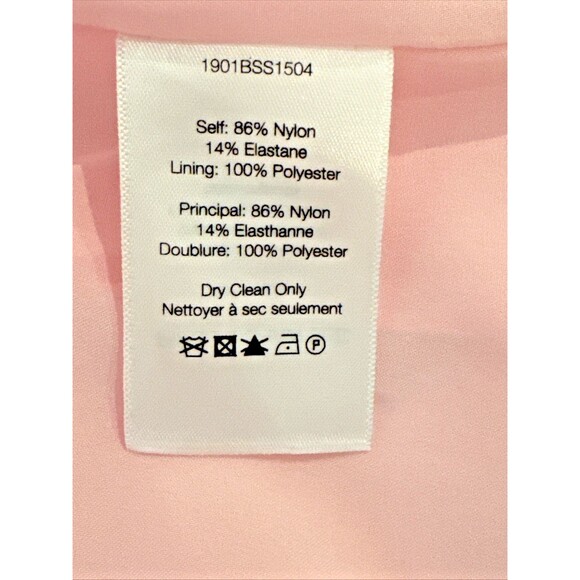 1901BSS1504
Self: 86% Nylon
14% Elastane
Lining: 100% Polyester
Principal: 86% Nylon
14% Elasthanne
Doublure: 100% Polyester
Dry Clean Only
Nettoyer à sec seulement
P